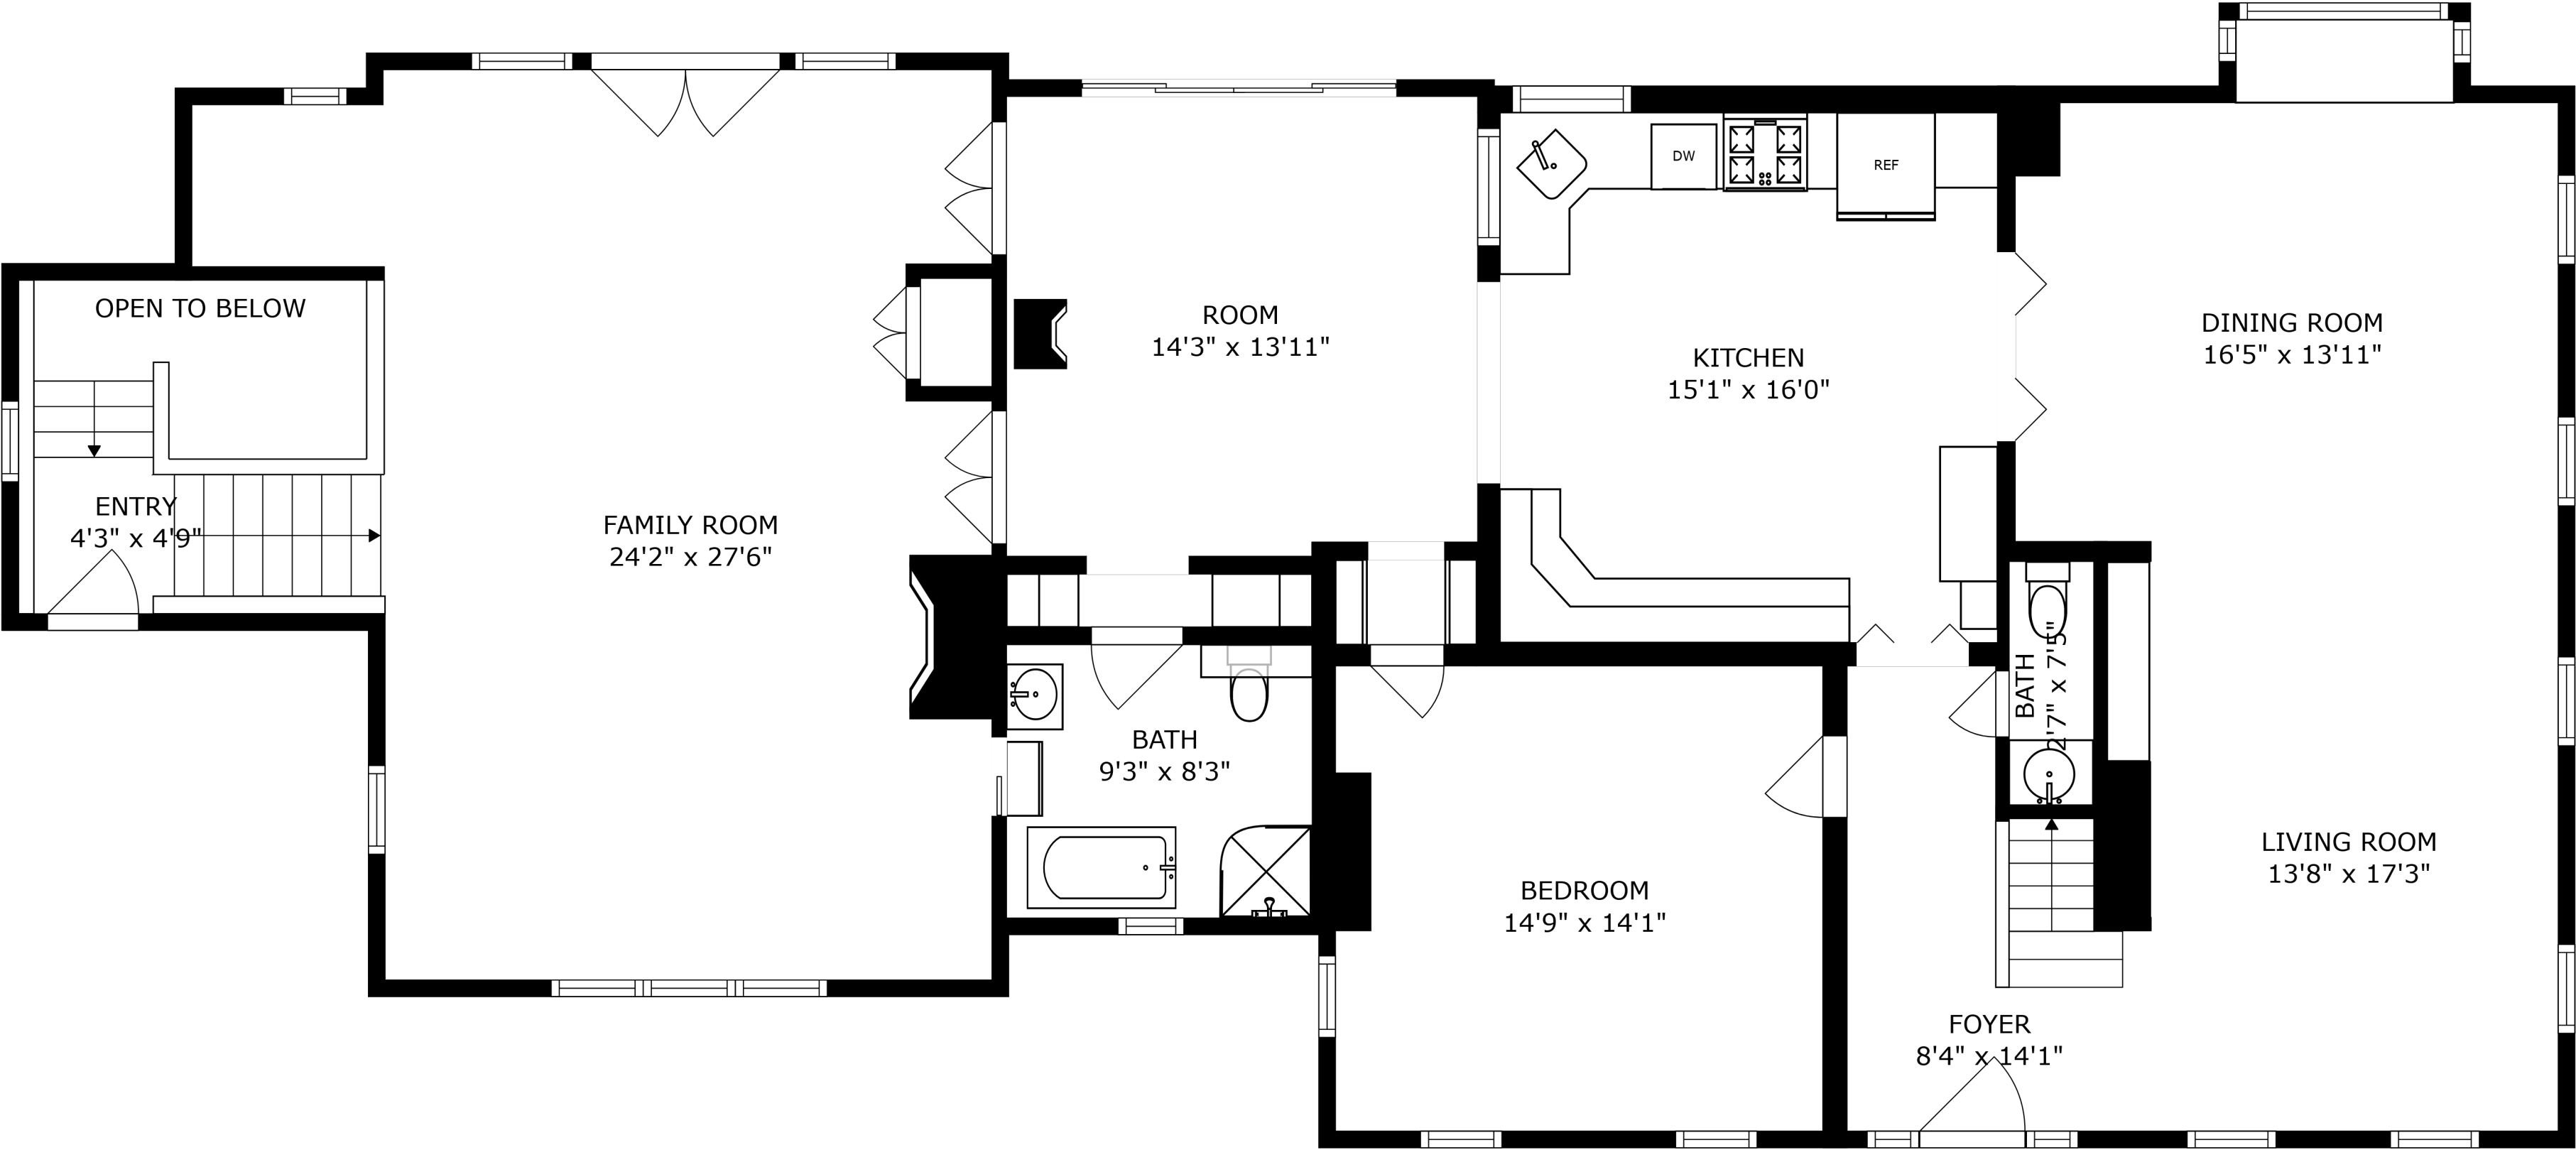 DW
REF
OPEN TO BELOW
ROOM
14'3" x 13'11"
DINING ROOM
16'5" x 13'11"
KITCHEN
15'1" x 16'0"
ENTRY
4'3" x 4'9"
FAMILY ROOM
24'2" x 27'6"
BATH
2'7" x 7'5"
BATH
9'3" x 8'3"
LIVING ROOM
13'8" x 17'3"
BEDROOM
14'9" x 14'1"
FOYER
8'4" x 14'1"